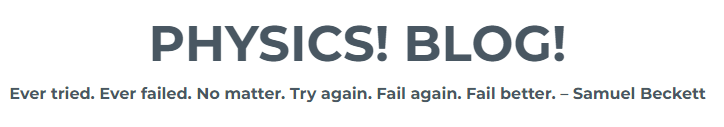 PHYSICS! BLOG!
Ever tried. Ever failed. No matter. Try again. Fail again. Fail better. – Samuel Beckett